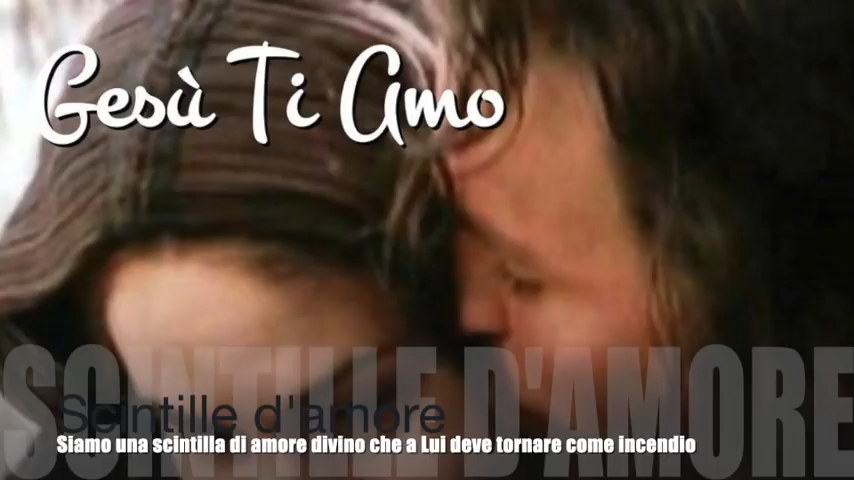 Gesù Ti Amo
SCINTILLE D'AMORE
Scintille d'amore
Siamo una scintilla di amore divino che a Lui deve tornare come incendio